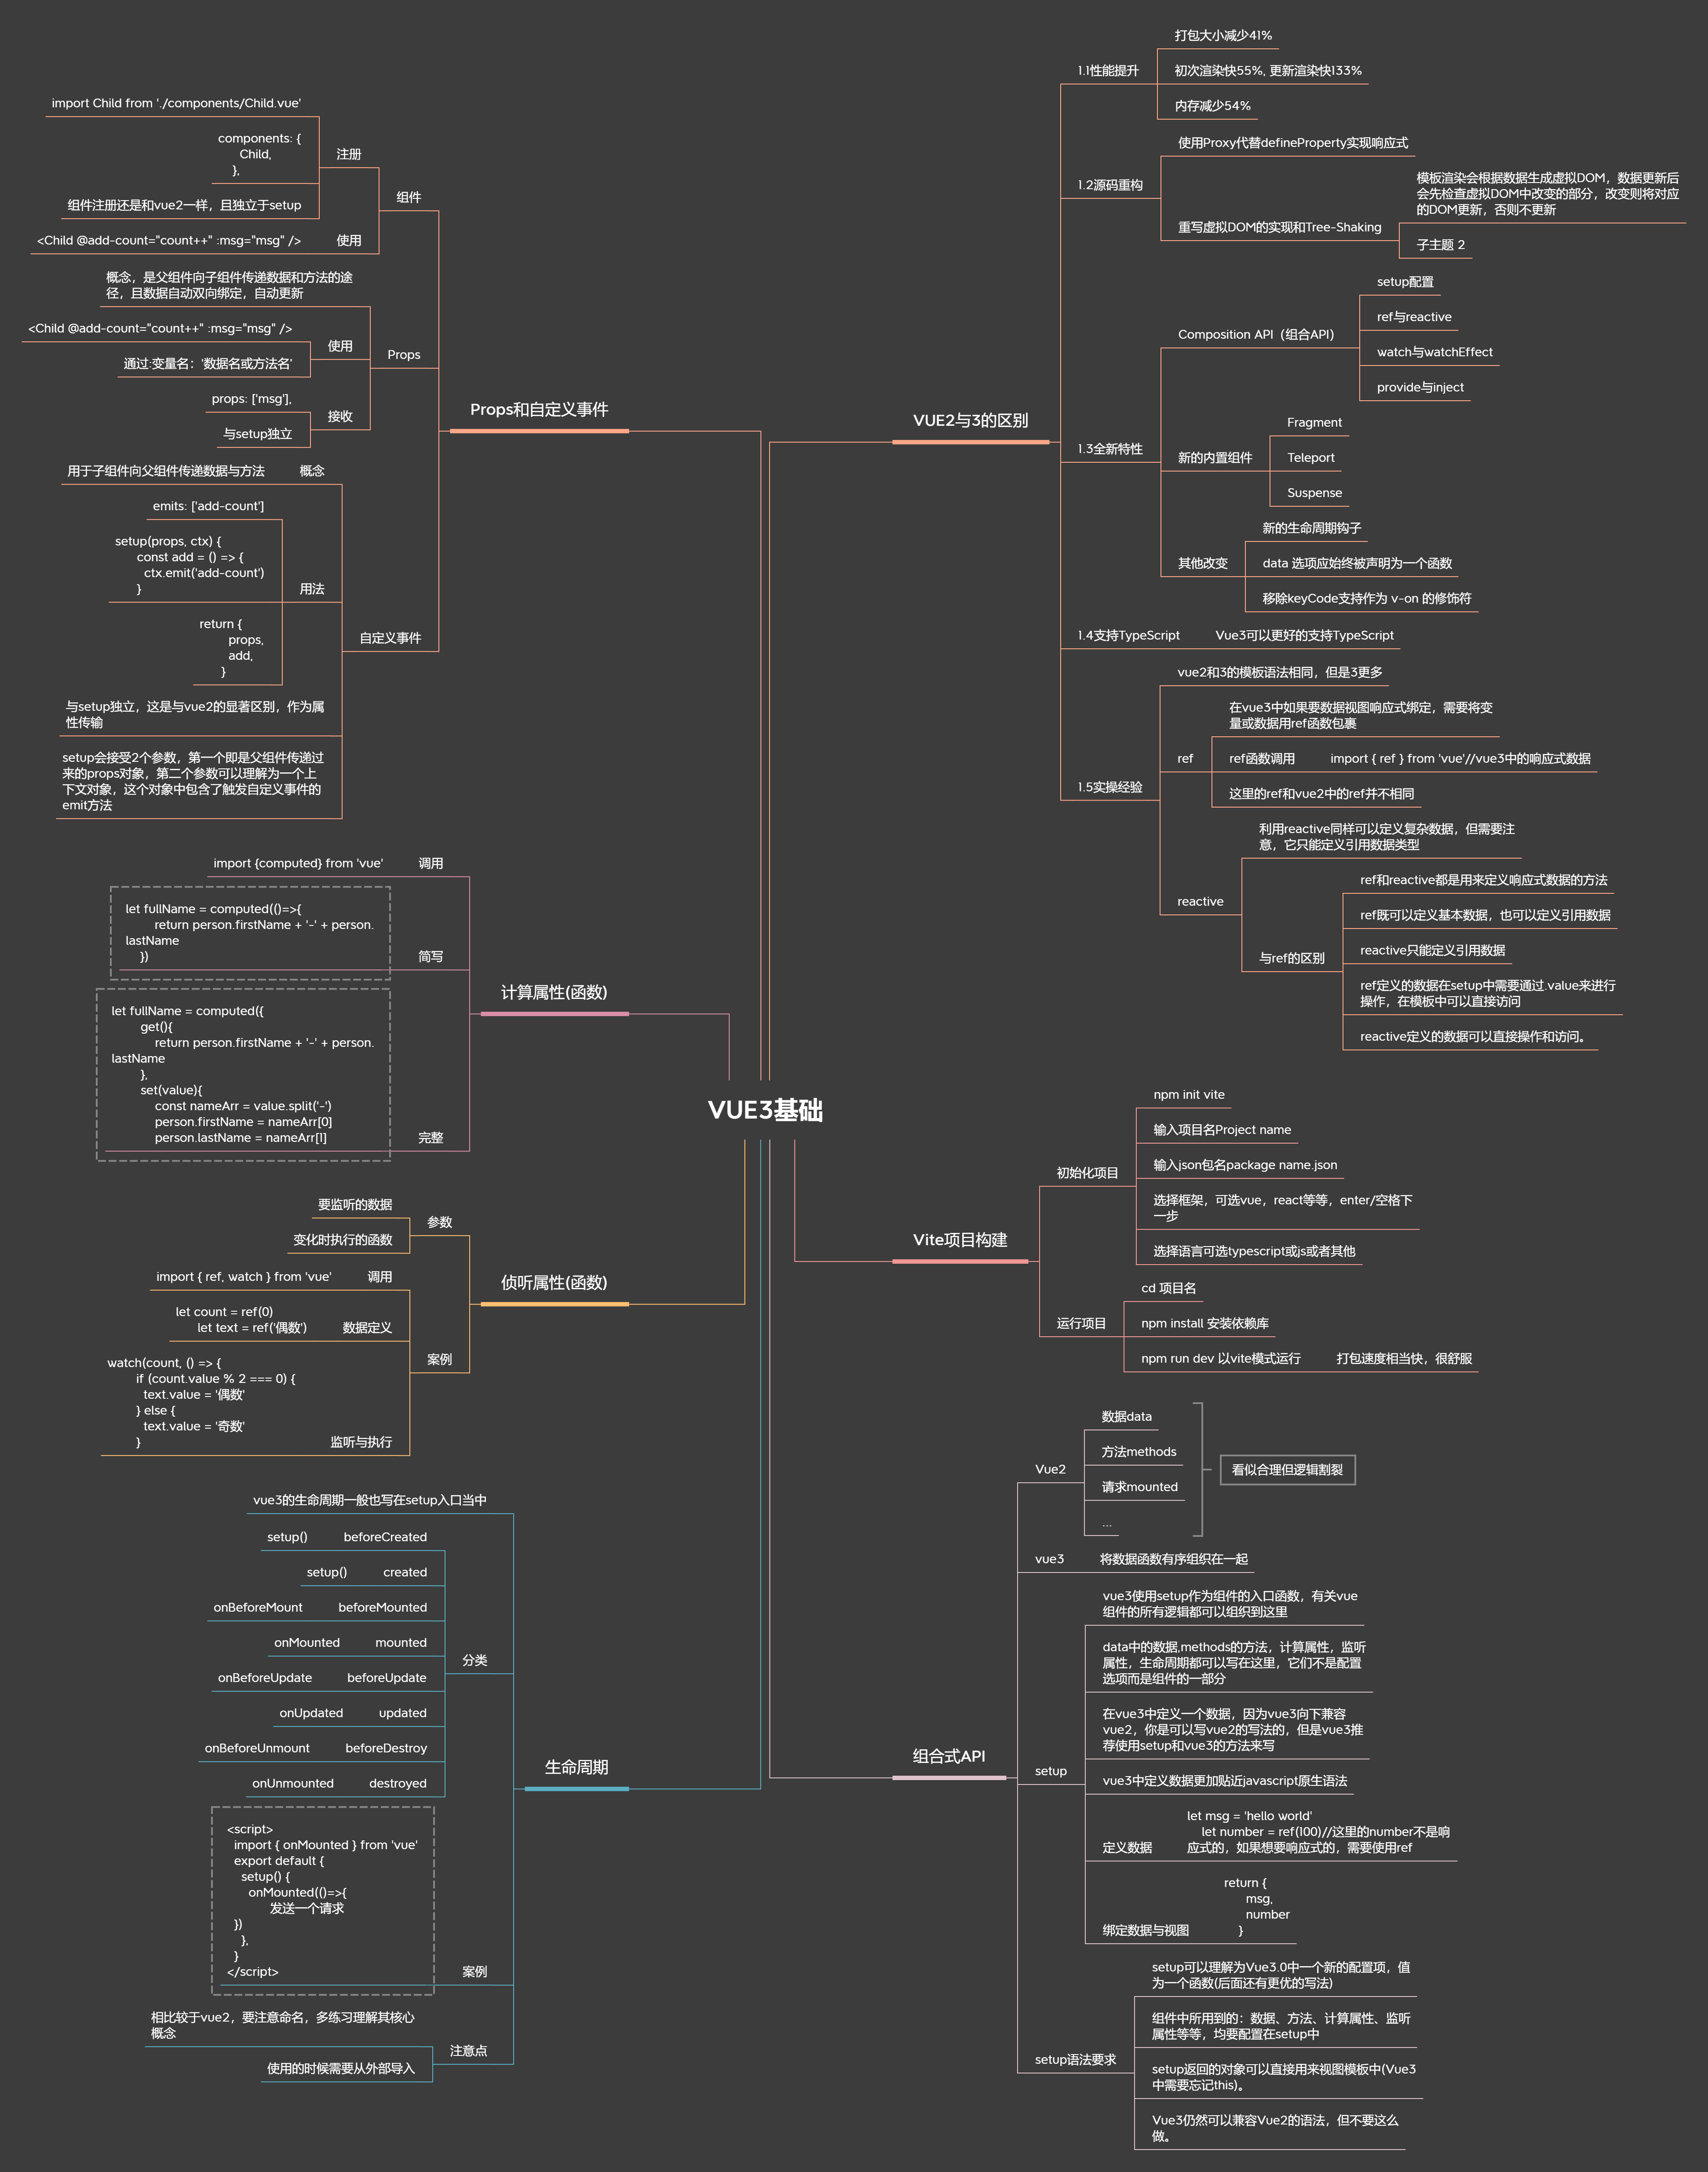 VUE3基础
VUE2与3的区别
1.1性能提升
打包大小减少41%
初次渲染快55%, 更新渲染快133%
内存减少54%
1.2源码重构
使用Proxy代替defineProperty实现响应式
重写虚拟DOM的实现和Tree-Shaking
模板渲染会根据数据生成虚拟DOM，数据更新后
会先检查虚拟DOM中改变的部分，改变则将对应
的DOM更新，否则不更新
子主题 2
1.3全新特性
Composition API（组合API）
setup配置
ref与reactive
watch与watchEffect
provide与inject
新的内置组件
Fragment
Teleport
Suspense
其他改变
新的生命周期钩子
data 选项应始终被声明为一个函数
移除keyCode支持作为 v-on 的修饰符
1.4支持TypeScript
Vue3可以更好的支持TypeScript
1.5实操经验
vue2和3的模板语法相同，但是3更多
ref
在vue3中如果要数据视图响应式绑定，需要将变
量或数据用ref函数包裹
ref函数调用
import { ref } from 'vue'//vue3中的响应式数据
这里的ref和vue2中的ref并不相同
reactive
利用reactive同样可以定义复杂数据，但需要注
意，它只能定义引用数据类型
与ref的区别
ref和reactive都是用来定义响应式数据的方法
ref既可以定义基本数据，也可以定义引用数据
reactive只能定义引用数据
ref定义的数据在setup中需要通过.value来进行
操作，在模板中可以直接访问
reactive定义的数据可以直接操作和访问。
Vite项目构建
初始化项目
npm init vite
输入项目名Project name
输入json包名package name.json
选择框架，可选vue，react等等，enter/空格下
一步
选择语言可选typescript或js或者其他
运行项目
cd 项目名
npm install 安装依赖库
npm run dev 以vite模式运行
打包速度相当快，很舒服
组合式API
Vue2
数据data
方法methods
请求mounted
...
看似合理但逻辑割裂
vue3
将数据函数有序组织在一起
setup
vue3使用setup作为组件的入口函数，有关vue
组件的所有逻辑都可以组织到这里
data中的数据,methods的方法，计算属性，监听
属性，生命周期都可以写在这里，它们不是配置
选项而是组件的一部分
在vue3中定义一个数据，因为vue3向下兼容
vue2，你是可以写vue2的写法的，但是vue3推
荐使用setup和vue3的方法来写
vue3中定义数据更加贴近javascript原生语法
定义数据
let msg = 'hello world'
let number = ref(100)//这里的number不是响
应式的，如果想要响应式的，需要使用ref
绑定数据与视图
return {
msg,
number
}
setup语法要求
setup可以理解为Vue3.0中一个新的配置项，值
为一个函数(后面还有更优的写法)
组件中所用到的：数据、方法、计算属性、监听
属性等等，均要配置在setup中
setup返回的对象可以直接用来视图模板中(Vue3
中需要忘记this)。
Vue3仍然可以兼容Vue2的语法，但不要这么
做。
Props和自定义事件
组件
注册
import Child from './components/Child.vue'
components: {
Child,
},
组件注册还是和vue2一样，且独立于setup
使用
<Child @add-count="count++" :msg="msg" />
Props
概念，是父组件向子组件传递数据和方法的途
径，且数据自动双向绑定，自动更新
使用
<Child @add-count="count++" :msg="msg" />
通过:变量名：'数据名或方法名'
接收
props: ['msg'],
与setup独立
自定义事件
概念
用于子组件向父组件传递数据与方法
用法
emits: ['add-count']
setup(props, ctx) {
const add = () => {
ctx.emit('add-count')
}
return {
props,
add,
}
与setup独立，这是与vue2的显著区别，作为属
性传输
setup会接受2个参数，第一个即是父组件传递过
来的props对象，第二个参数可以理解为一个上
下文对象，这个对象中包含了触发自定义事件的
emit方法
计算属性(函数)
调用
import {computed} from 'vue'
简写
let fullName = computed(()=>{
return person.firstName + '-' + person.
lastName
})
完整
let fullName = computed({
get(){
return person.firstName + '-' + person.
lastName
},
set(value){
const nameArr = value.split('-')
person.firstName = nameArr[0]
person.lastName = nameArr[1]
侦听属性(函数)
参数
要监听的数据
变化时执行的函数
案例
调用
import { ref, watch } from 'vue'
数据定义
let count = ref(0)
let text = ref('偶数')
监听与执行
watch(count, () => {
if (count.value % 2 === 0) {
text.value = '偶数'
} else {
text.value = '奇数'
}
生命周期
vue3的生命周期一般也写在setup入口当中
分类
setup() beforeCreated
setup() created
onBeforeMount beforeMounted
onMounted mounted
onBeforeUpdate beforeUpdate
onUpdated updated
onBeforeUnmount beforeDestroy
onUnmounted destroyed
案例
<script>
import { onMounted } from 'vue'
export default {
setup() {
onMounted(()=>{
发送一个请求
})
},
}
</script>
注意点
相比较于vue2，要注意命名，多练习理解其核心
概念
使用的时候需要从外部导入